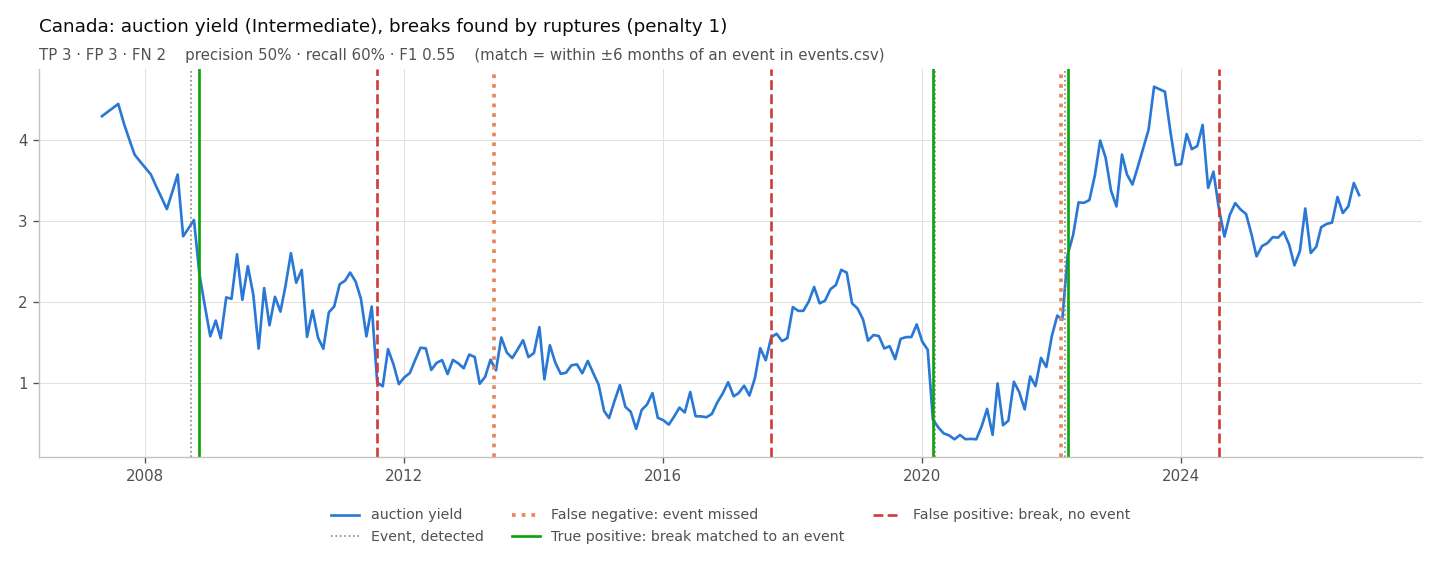 Canada: auction yield (Intermediate), breaks found by ruptures (penalty 1)
TP 3 · FP 3 · FN 2    precision 50% · recall 60% · F1 0.55    (match = within ±6 months of an event in events.csv)
4
3
2
1
2008 2012 2016 2020 2024
auction yield
Event, detected
False negative: event missed
True positive: break matched to an event
False positive: break, no event